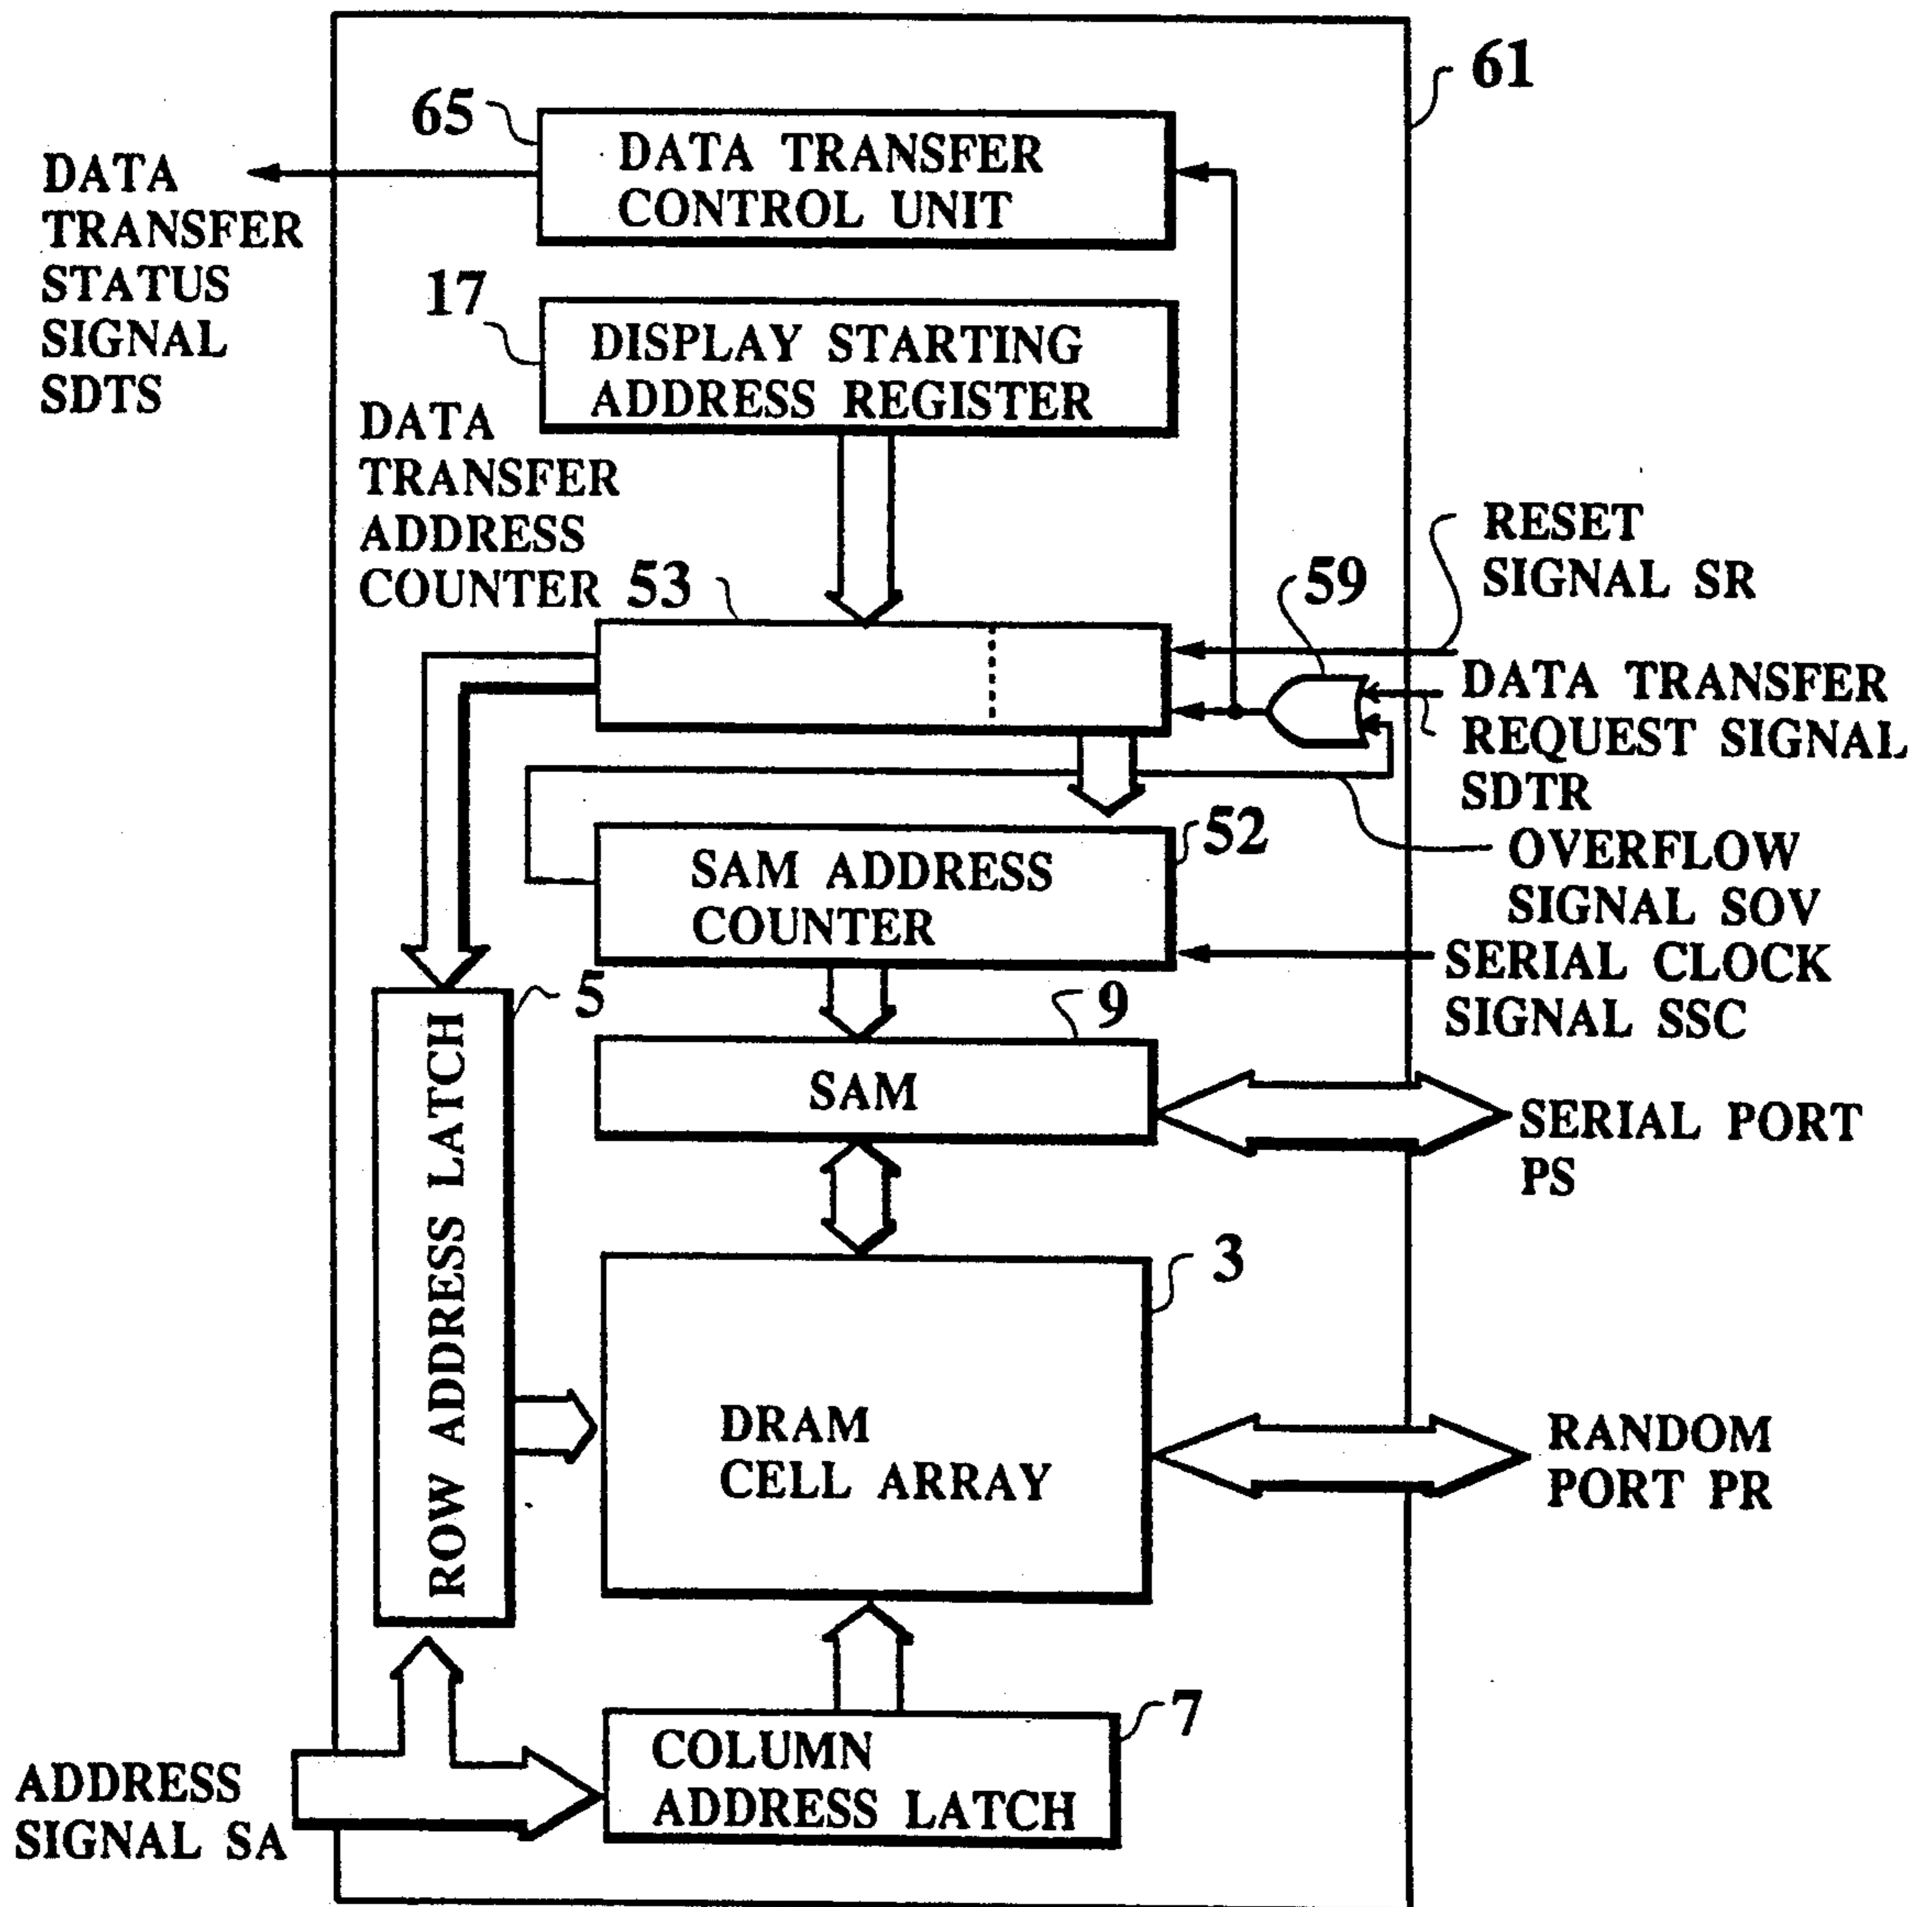 61
65
DATA TRANSFER
CONTROL UNIT
DATA
TRANSFER
STATUS
SIGNAL
SDTS
17
DISPLAY STARTING
ADDRESS REGISTER
DATA
TRANSFER
ADDRESS
COUNTER 53
RESET
SIGNAL SR
59
DATA TRANSFER
REQUEST SIGNAL
SDTR
52
OVERFLOW
SIGNAL SOV
SAM ADDRESS
COUNTER
SERIAL CLOCK
SIGNAL SSC
5
9
ROW ADDRESS LATCH
SAM
SERIAL PORT
PS
3
DRAM
CELL ARRAY
RANDOM
PORT PR
7
COLUMN
ADDRESS LATCH
ADDRESS
SIGNAL SA